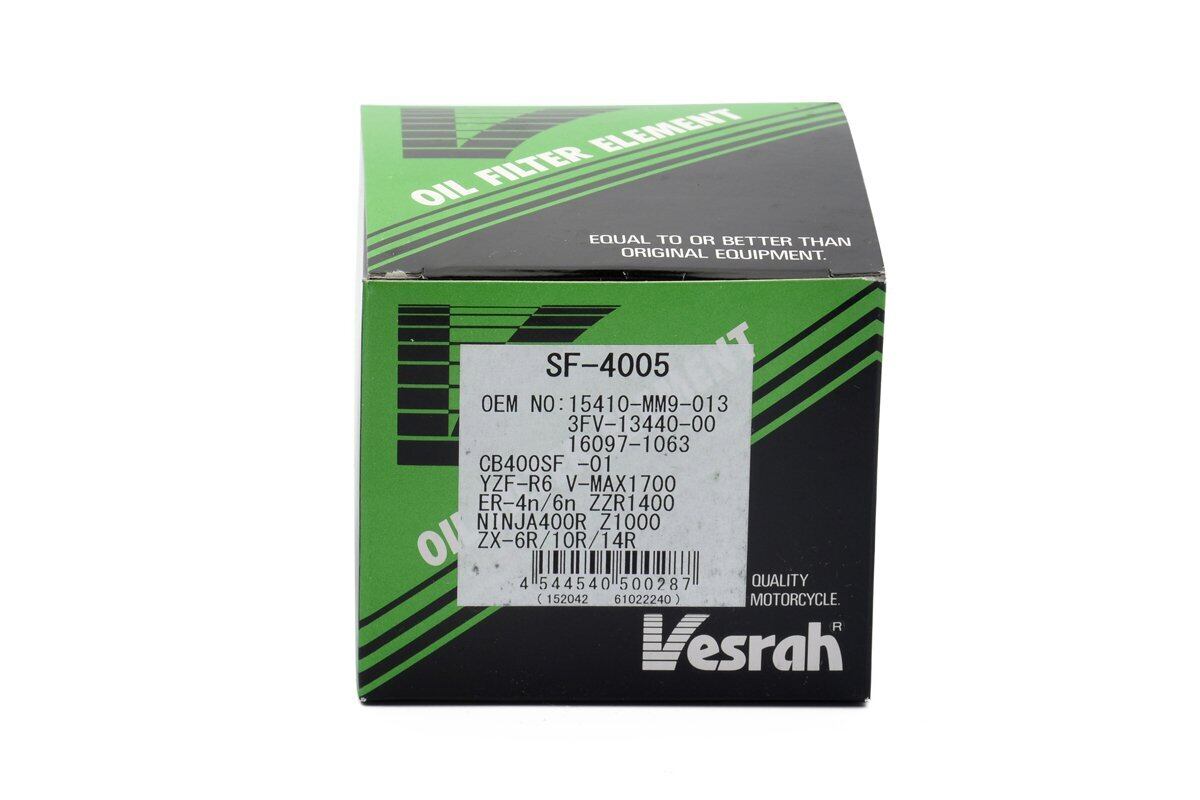 OIL FILTER ELEMENT
EQUAL TO OR BETTER THAN
ORIGINAL EQUIPMENT.
SF-4005
OEM NO:15410-MM9-013
3FV-13440-00
16097-1063
CB400SF -01
YZF-R6 V-MAX1700
ER-4n/6n ZZR1400
NINJA400R Z1000
ZX-6R/10R/14R
4 544540 500287
(152042 61022240)
QUALITY
MOTORCYCLE.
Vesrah®